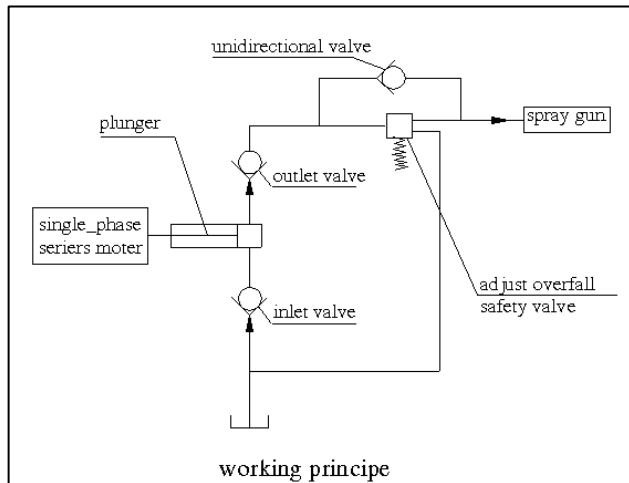 unidirectional valve
plunger
spray gun
outlet valve
single_phase
seriers moter
adjust overfall
safety valve
inlet valve
working principe